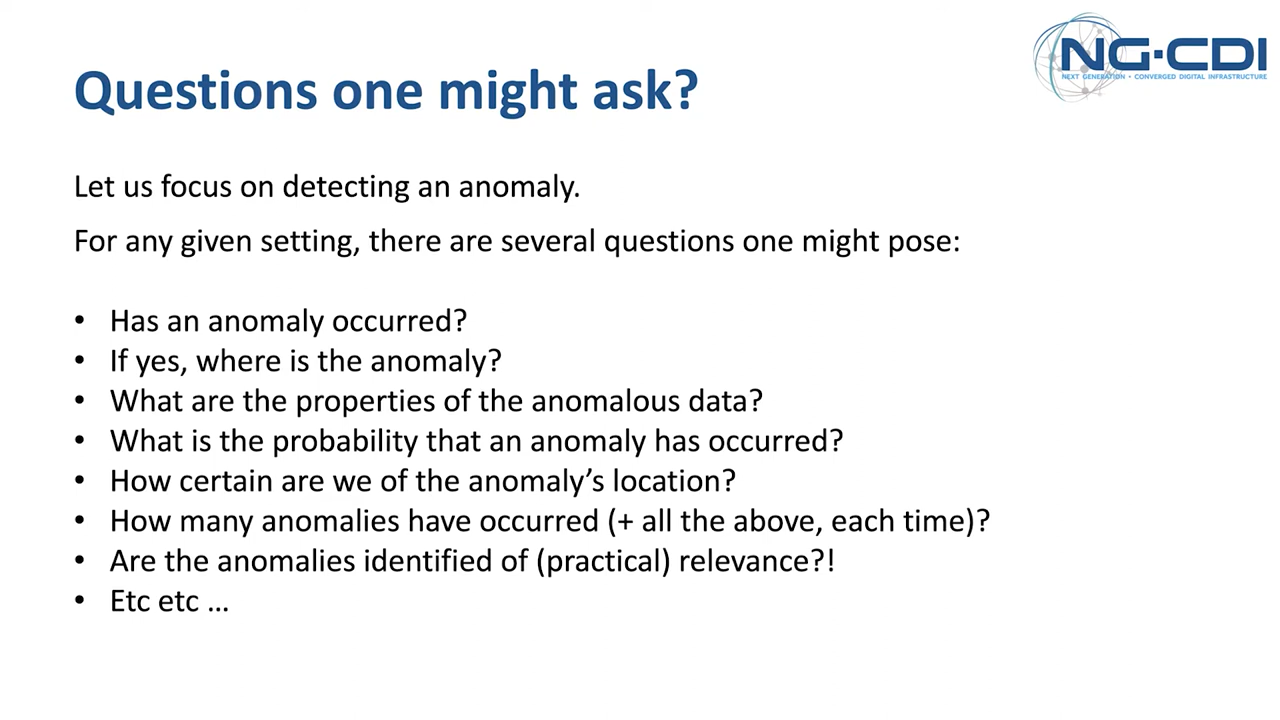 NG·CDI
NEXT GENERATION • CONVERGED DIGITAL INFRASTRUCTURE
Questions one might ask?
Let us focus on detecting an anomaly.
For any given setting, there are several questions one might pose:
• Has an anomaly occurred?
• If yes, where is the anomaly?
• What are the properties of the anomalous data?
• What is the probability that an anomaly has occurred?
• How certain are we of the anomaly’s location?
• How many anomalies have occurred (+ all the above, each time)?
• Are the anomalies identified of (practical) relevance?!
• Etc etc …